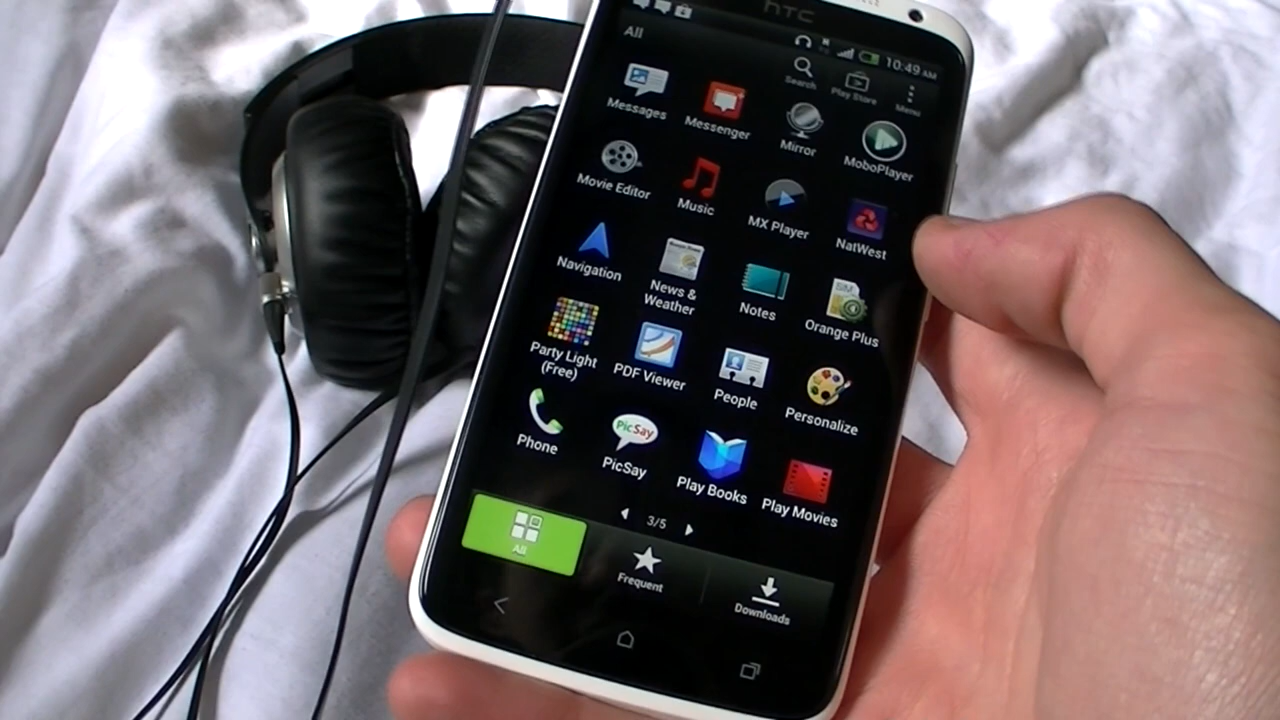 hTC
10:49 AM
All
Search
Play Store
Menu
Messages
Messenger
Mirror
MoboPlayer
Movie Editor
Music
MX Player
NatWest
Navigation
News &
Weather
Notes
SIM
Orange Plus
Party Light
(Free)
PDF Viewer
People
Personalize
Phone
PicSay
PicSay
Play Books
Play Movies
3/5
All
Frequent
Downloads